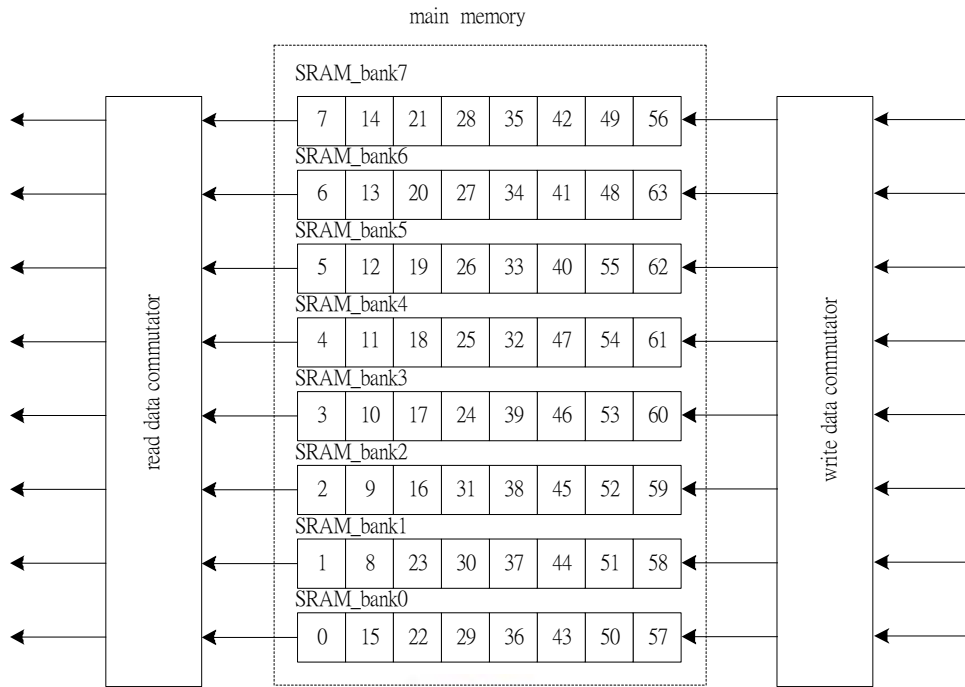 main memory
SRAM_bank7
7 14 21 28 35 42 49 56
SRAM_bank6
6 13 20 27 34 41 48 63
SRAM_bank5
5 12 19 26 33 40 55 62
SRAM_bank4
4 11 18 25 32 47 54 61
SRAM_bank3
3 10 17 24 39 46 53 60
SRAM_bank2
2 9 16 31 38 45 52 59
SRAM_bank1
1 8 23 30 37 44 51 58
SRAM_bank0
0 15 22 29 36 43 50 57
read data commutator
write data commutator